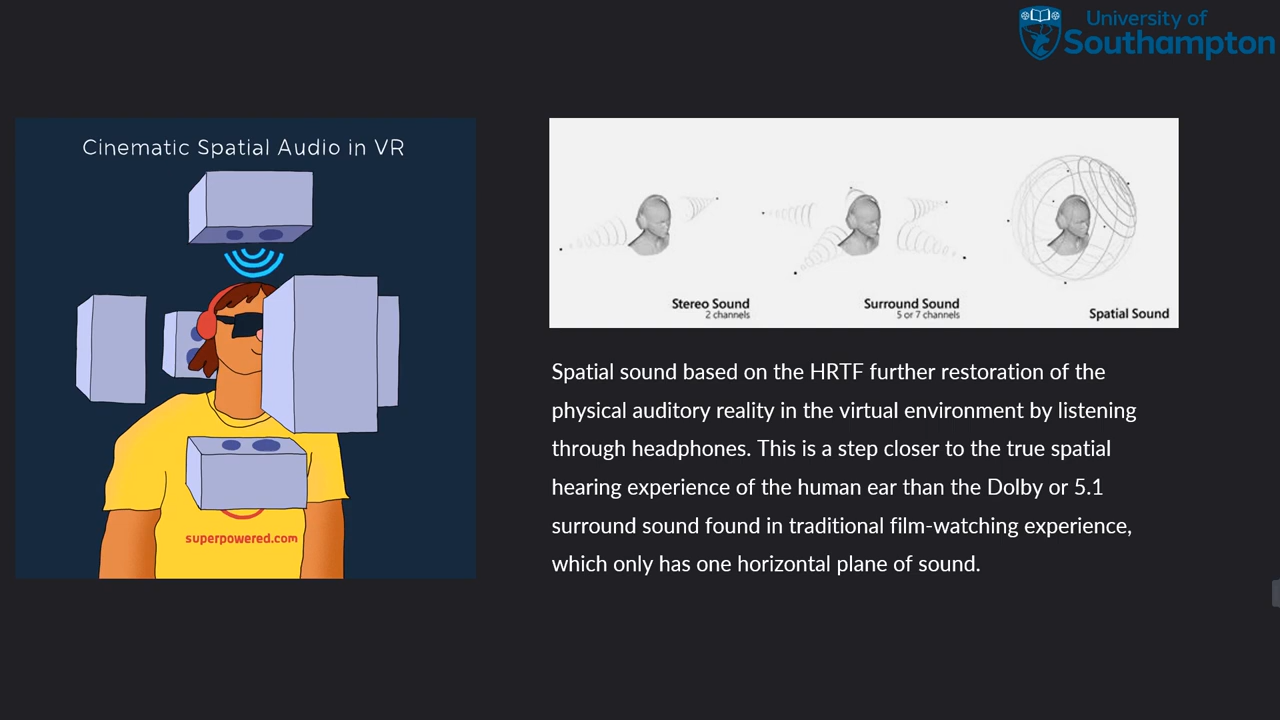 University of
Southampton
Cinematic Spatial Audio in VR
superpowered.com
Stereo Sound
2 channels
Surround Sound
5 or 7 channels
Spatial Sound
Spatial sound based on the HRTF further restoration of the
physical auditory reality in the virtual environment by listening
through headphones. This is a step closer to the true spatial
hearing experience of the human ear than the Dolby or 5.1
surround sound found in traditional film-watching experience,
which only has one horizontal plane of sound.